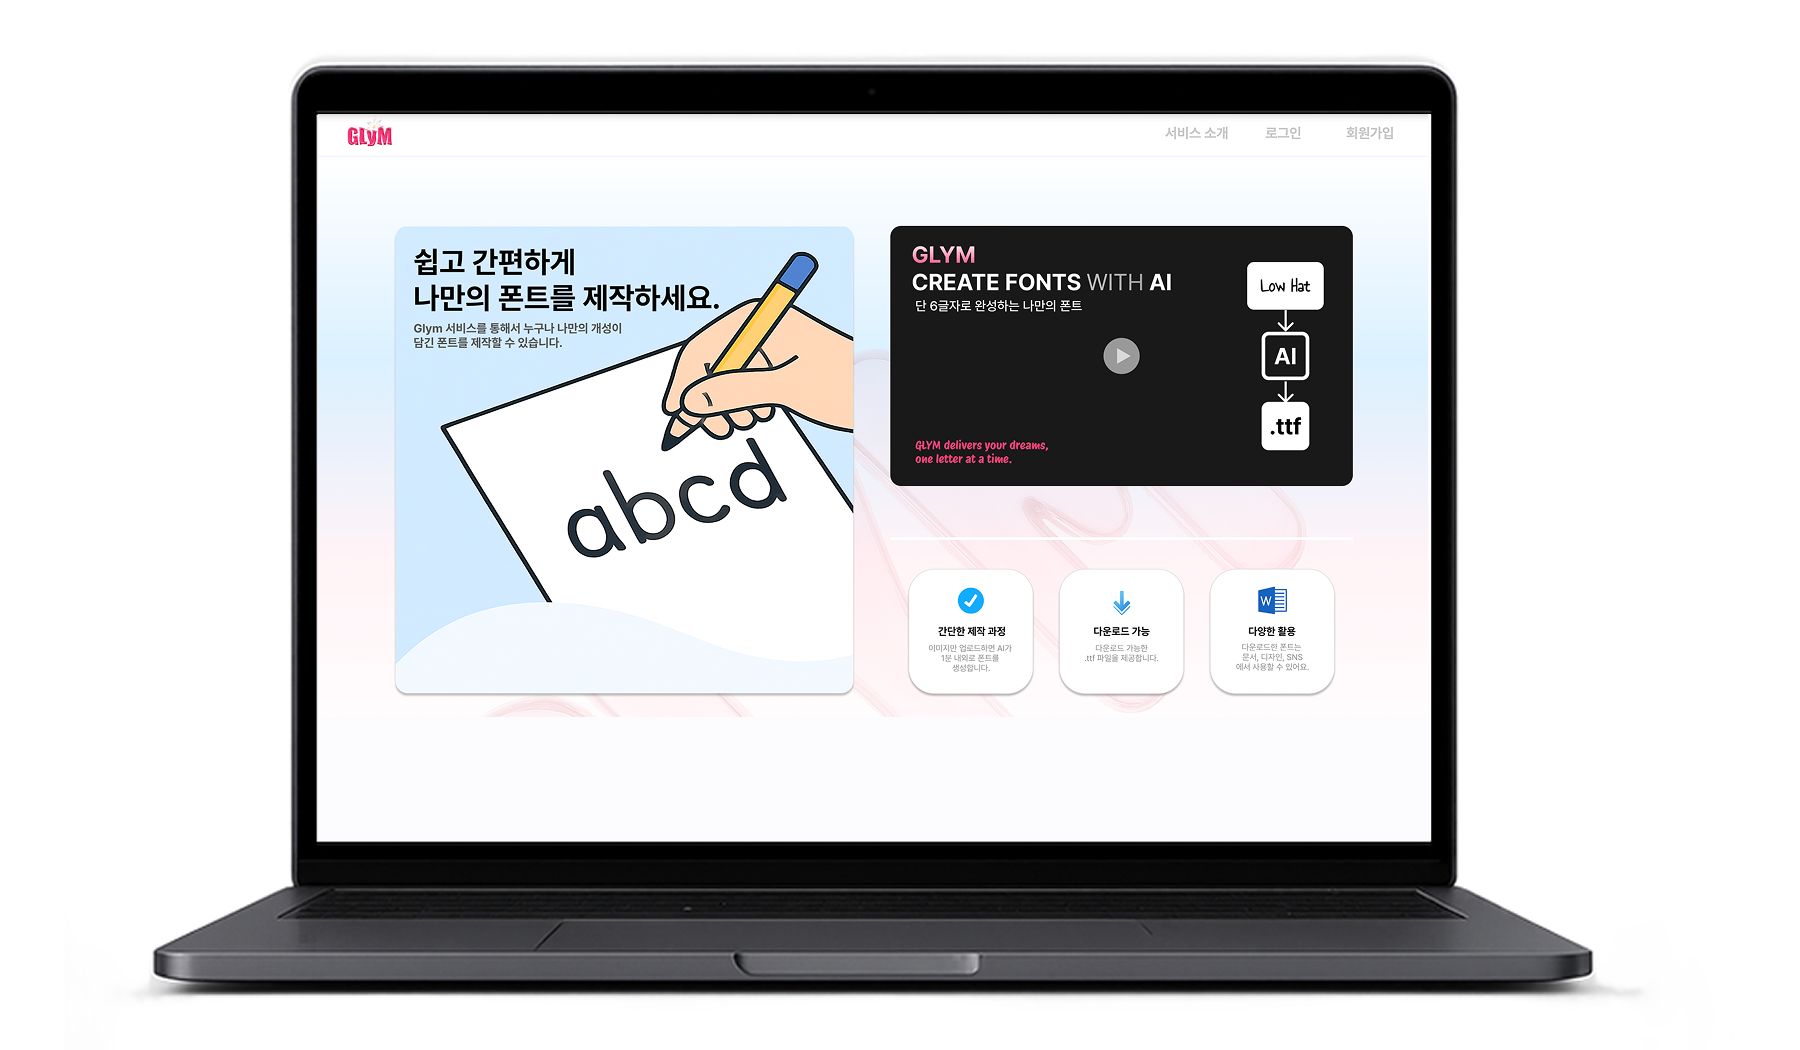 GLyM
서비스 소개
로그인
회원가입
쉽고 간편하게
나만의 폰트를 제작하세요.
Glym 서비스를 통해서 누구나 나만의 개성이
담긴 폰트를 제작할 수 있습니다.
abcd
GLYM
CREATE FONTS WITH AI
단 6글자로 완성하는 나만의 폰트
Low Hat
AI
.ttf
GLYM delivers your dreams,
one letter at a time.
간단한 제작 과정
이미지만 업로드하면 AI가
1분 내외로 폰트를
생성합니다.
다운로드 가능
다운로드 가능한
.ttf 파일을 제공합니다.
W
다양한 활용
다운로드한 폰트는
문서, 디자인, SNS
에서 사용할 수 있어요.